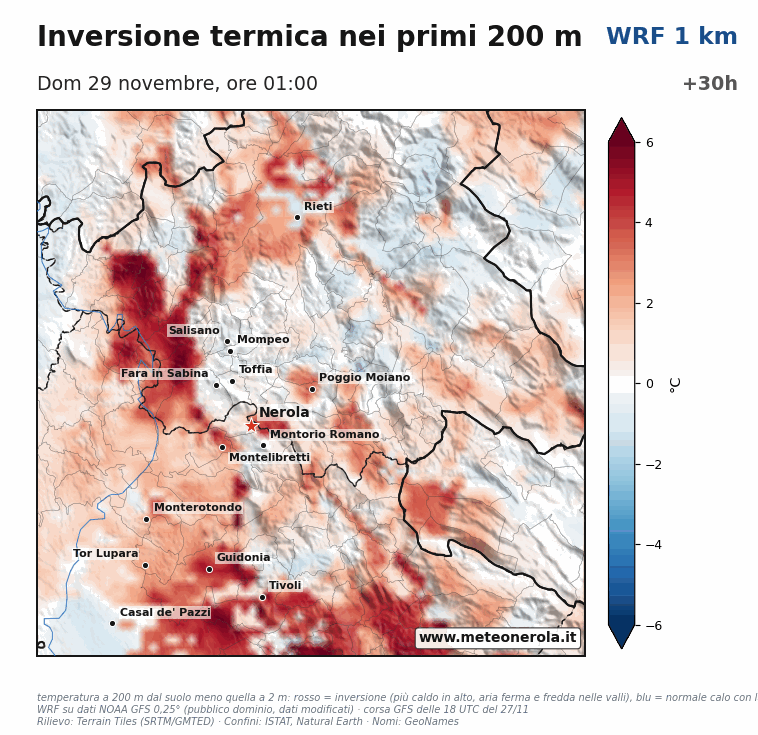 Inversione termica nei primi 200 m
WRF 1 km
Dom 29 novembre, ore 01:00
+30h
Rieti
Salisano
Mompeo
Fara in Sabina
Toffia
Poggio Moiano
Nerola
Montorio Romano
Montelibretti
Monterotondo
Tor Lupara
Guidonia
Tivoli
Casal de' Pazzi
www.meteonerola.it
6
4
2
0
−2
−4
−6
°C
temperatura a 200 m dal suolo meno quella a 2 m: rosso = inversione (più caldo in alto, aria ferma e fredda nelle valli), blu = normale calo con
WRF su dati NOAA GFS 0,25° (pubblico dominio, dati modificati) · corsa GFS delle 18 UTC del 27/11
Rilievo: Terrain Tiles (SRTM/GMTED) · Confini: ISTAT, Natural Earth · Nomi: GeoNames